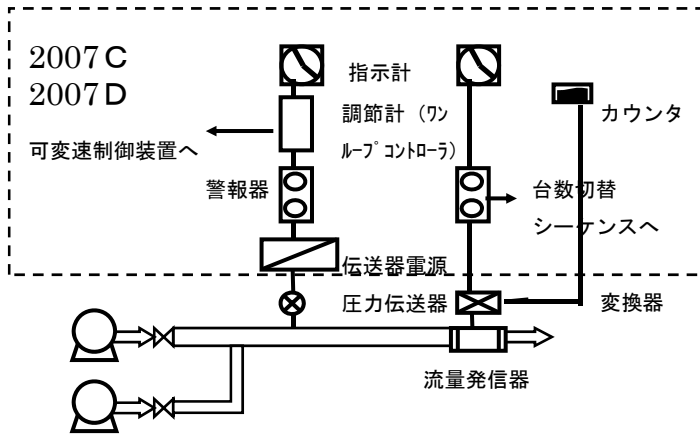 2007C
2007D
指示計
調節計（ﾜﾝ
ﾙｰﾌﾟｺﾝﾄﾛｰﾗ）
カウンタ
可変速制御装置へ
警報器
台数切替
シーケンスへ
伝送器電源
圧力伝送器
変換器
流量発信器